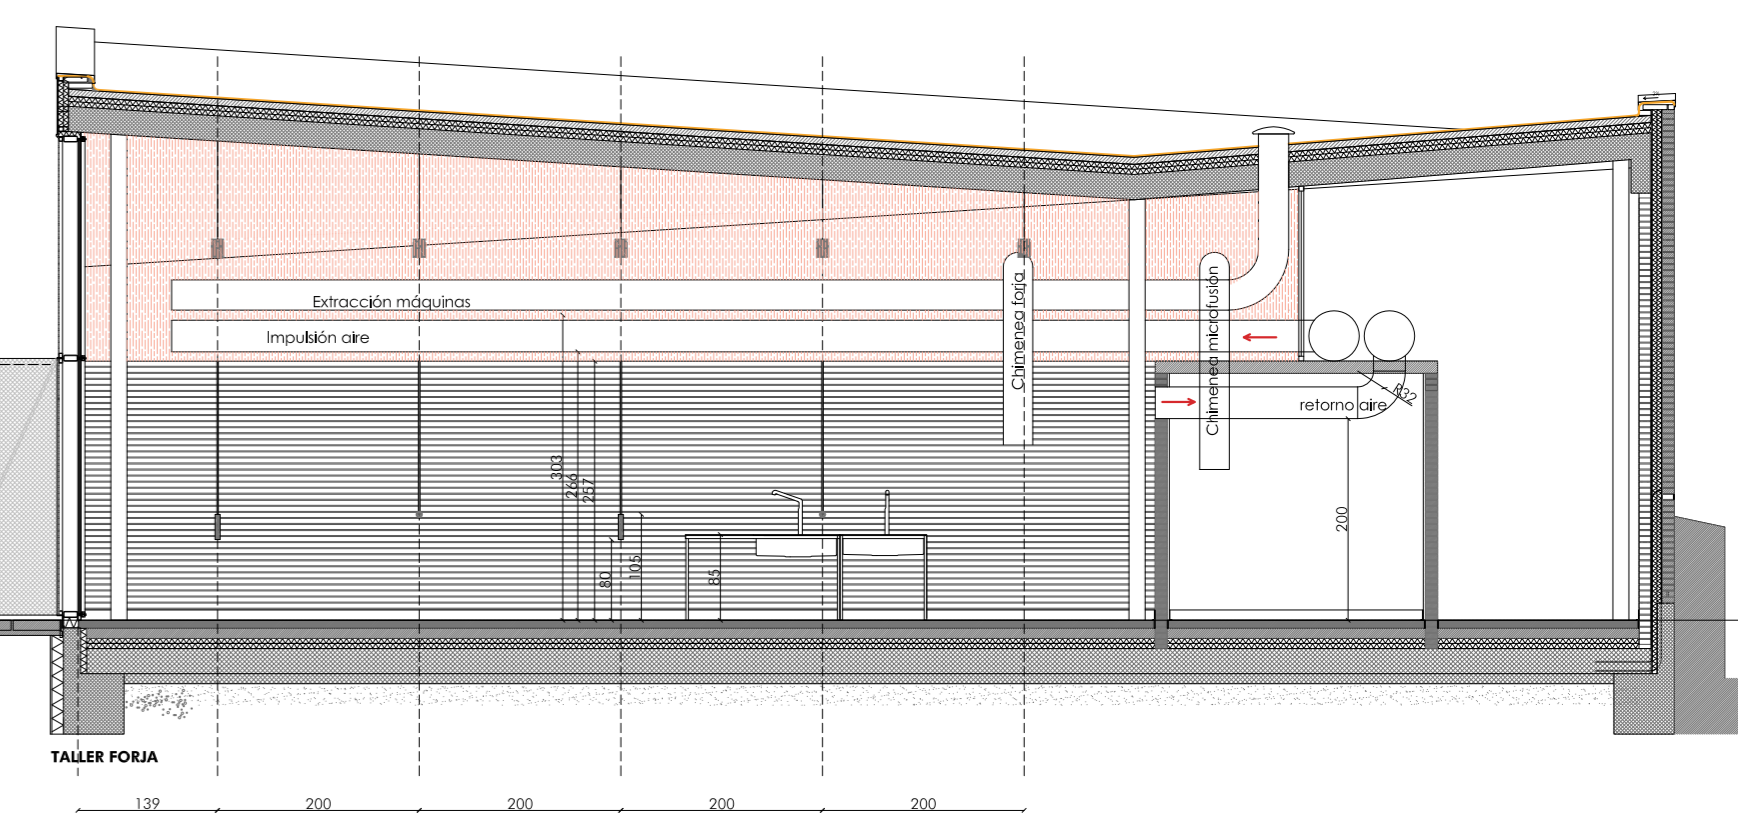 Extracción máquinas
Impulsión aire
Chimenea forja
Chimenea microfusión
retorno aire
R32
303
266
257
200
80
105
85
TALLER FORJA
139
200
200
200
200